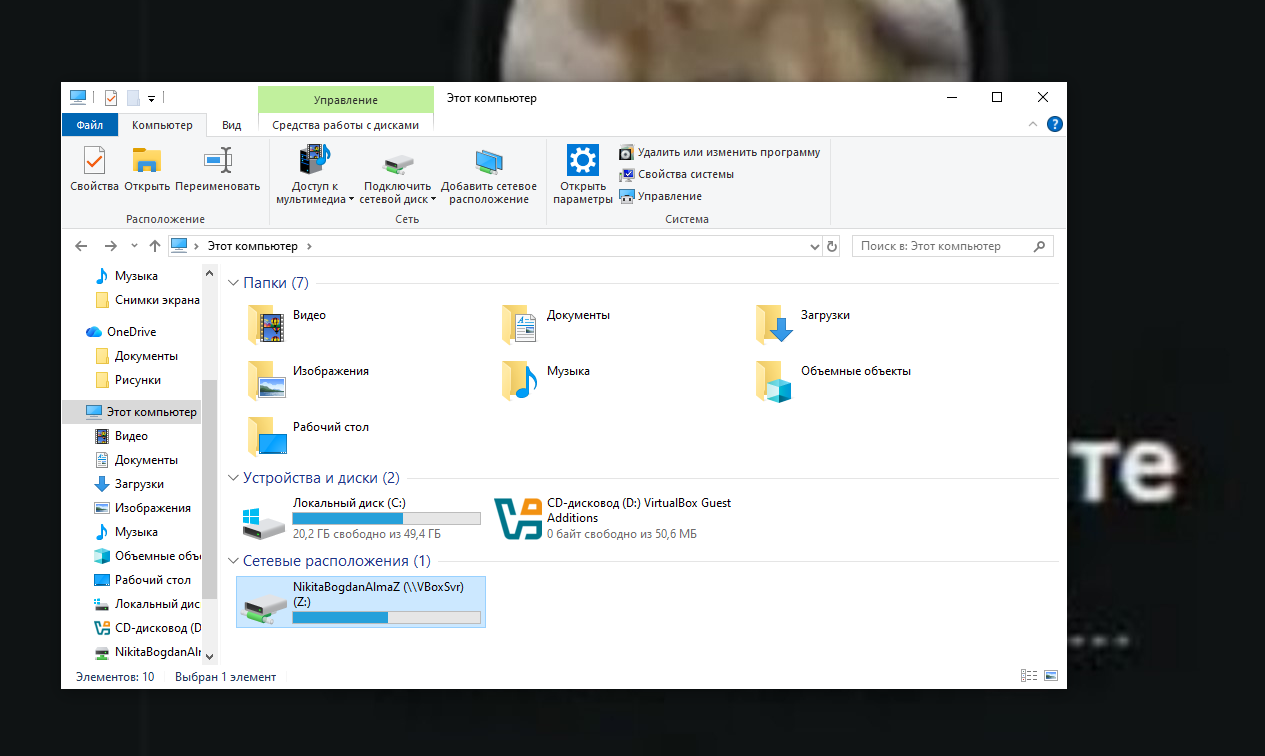 Управление
Этот компьютер
Файл
Компьютер
Вид
Средства работы с дисками
?
Свойства
Открыть
Переименовать
Расположение
Доступ к
мультимедиа
Подключить
сетевой диск
Добавить сетевое
расположение
Сеть
Открыть
параметры
Удалить или изменить программу
Свойства системы
Управление
Система
Этот компьютер
Поиск в: Этот компьютер
Музыка
Снимки экрана
OneDrive
Документы
Рисунки
Этот компьютер
Видео
Документы
Загрузки
Изображения
Музыка
Объемные объе
Рабочий стол
Локальный дис
CD-дисковод (D
NikitaBogdanAlr
Папки (7)
Видео
Документы
Загрузки
Изображения
Музыка
Объемные объекты
Рабочий стол
Устройства и диски (2)
Локальный диск (C:)
20,2 ГБ свободно из 49,4 ГБ
CD-дисковод (D:) VirtualBox Guest
Additions
0 байт свободно из 50,6 МБ
Сетевые расположения (1)
NikitaBogdanAlmaZ (\\VBoxSvr)
(Z:)
Элементов: 10
Выбран 1 элемент
те